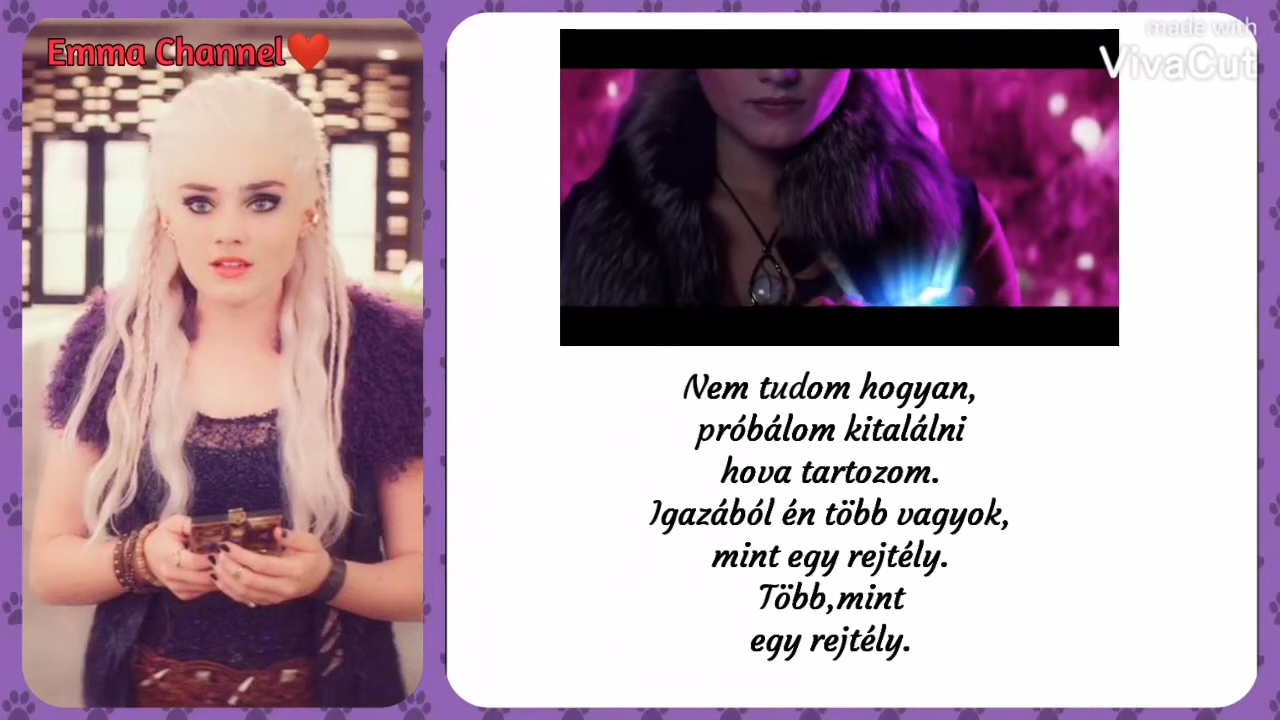 Emma Channel❤️
made with
VivaCut
Nem tudom hogyan,
próbálom kitalálni
hova tartozom.
Igazából én több vagyok,
mint egy rejtély.
Több,mint
egy rejtély.